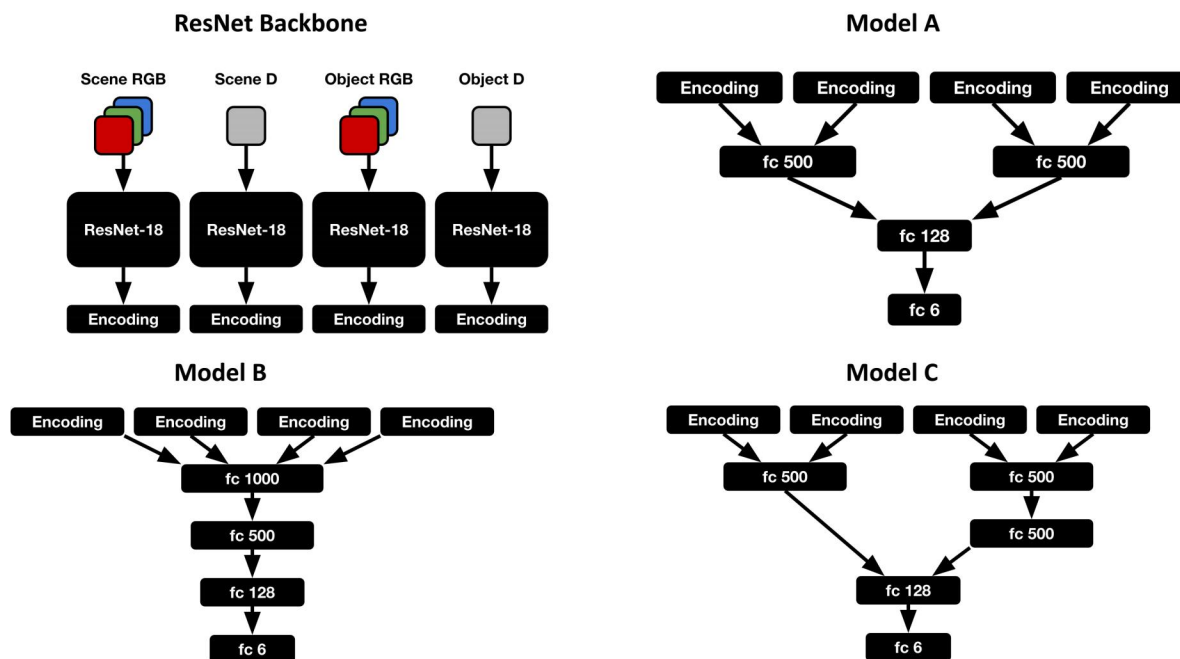 ResNet Backbone
Scene RGB Scene D Object RGB Object D
ResNet-18 ResNet-18 ResNet-18 ResNet-18
Encoding Encoding Encoding Encoding
Model A
Encoding Encoding Encoding Encoding
fc 500 fc 500
fc 128
fc 6
Model B
Encoding Encoding Encoding Encoding
fc 1000
fc 500
fc 128
fc 6
Model C
Encoding Encoding Encoding Encoding
fc 500 fc 500
fc 500
fc 128
fc 6